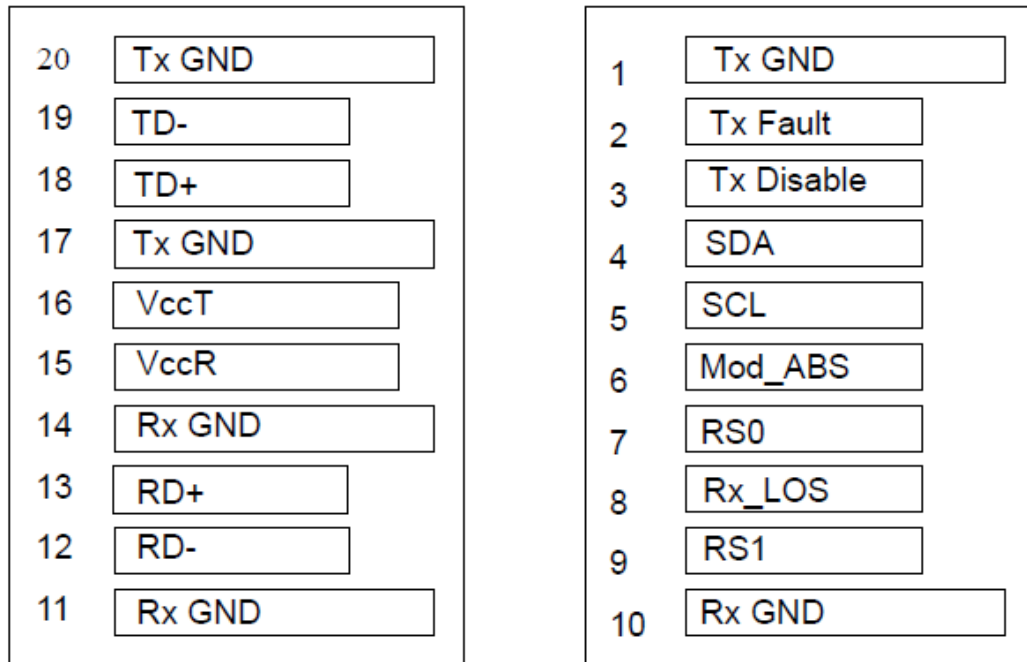 20 Tx GND
19 TD-
18 TD+
17 Tx GND
16 VccT
15 VccR
14 Rx GND
13 RD+
12 RD-
11 Rx GND
1 Tx GND
2 Tx Fault
3 Tx Disable
4 SDA
5 SCL
6 Mod_ABS
7 RS0
8 Rx_LOS
9 RS1
10 Rx GND